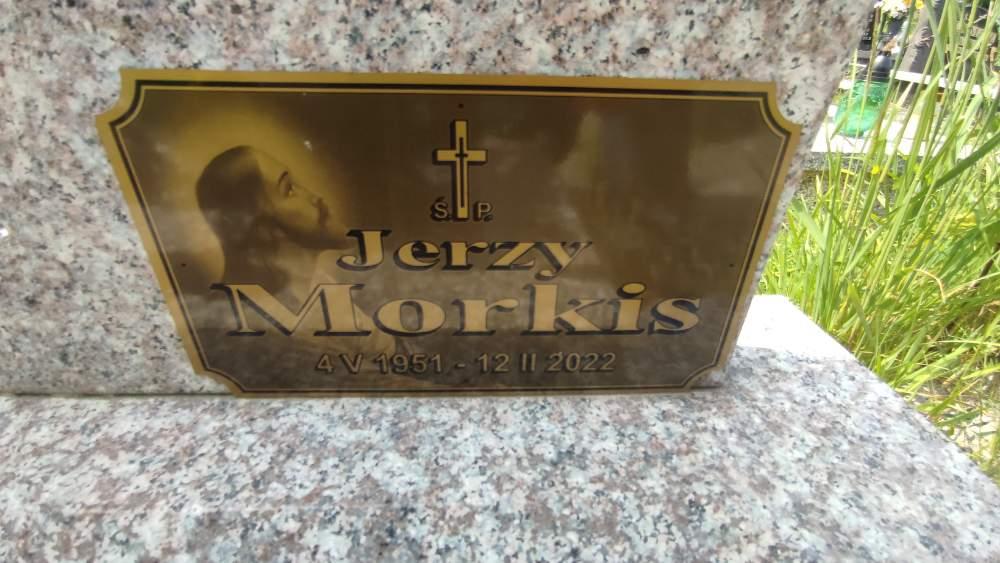 Ś. P.
Jerzy
Morkis
4 V 1951 - 12 II 2022